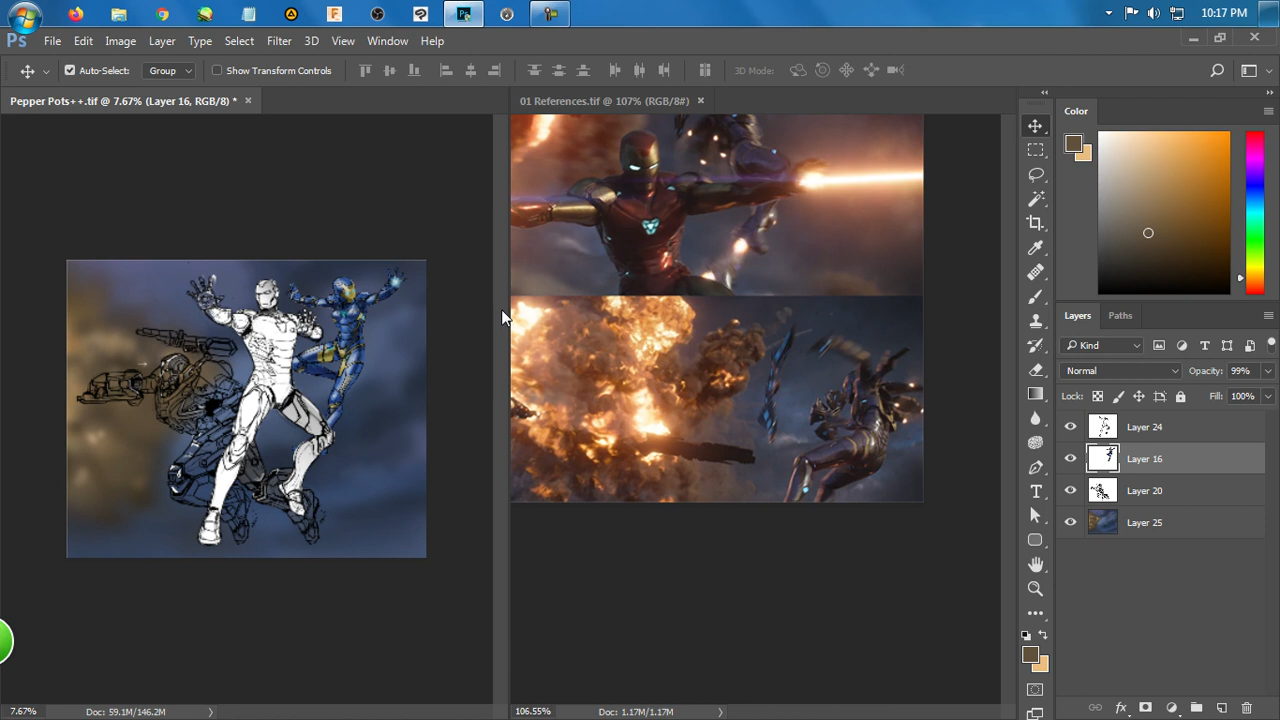 10:17 PM
Ps File Edit Image Layer Type Select Filter 3D View Window Help
Auto-Select: Group Show Transform Controls 3D Mode:
Pepper Pots++.tif @ 7.67% (Layer 16, RGB/8) * × 01 References.tif @ 107% (RGB/8#) ×
Color
Layers Paths
Kind
Normal Opacity: 99%
Lock: Fill: 100%
Layer 24
Layer 16
Layer 20
Layer 25
7.67% Doc: 59.1M/146.2M 106.55% Doc: 1.17M/1.17M